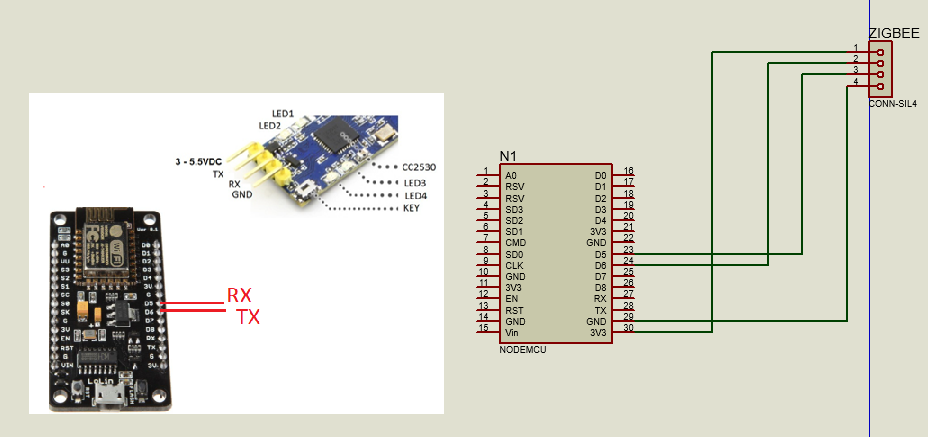 LED1
LED2
3 - 5.5VDC
TX
RX
GND
CC2530
LED3
LED4
KEY
RX
TX
LoLin
WiFi
ZIGBEE
1
2
3
4
CONN-SIL4
N1
1 A0 D0 16
2 RSV D1 17
3 RSV D2 18
4 SD3 D3 19
5 SD2 D4 20
6 SD1 3V3 21
7 CMD GND 22
8 SD0 D5 23
9 CLK D6 24
10 GND D7 25
11 3V3 D8 26
12 EN RX 27
13 RST TX 28
14 GND GND 29
15 Vin 3V3 30
NODEMCU